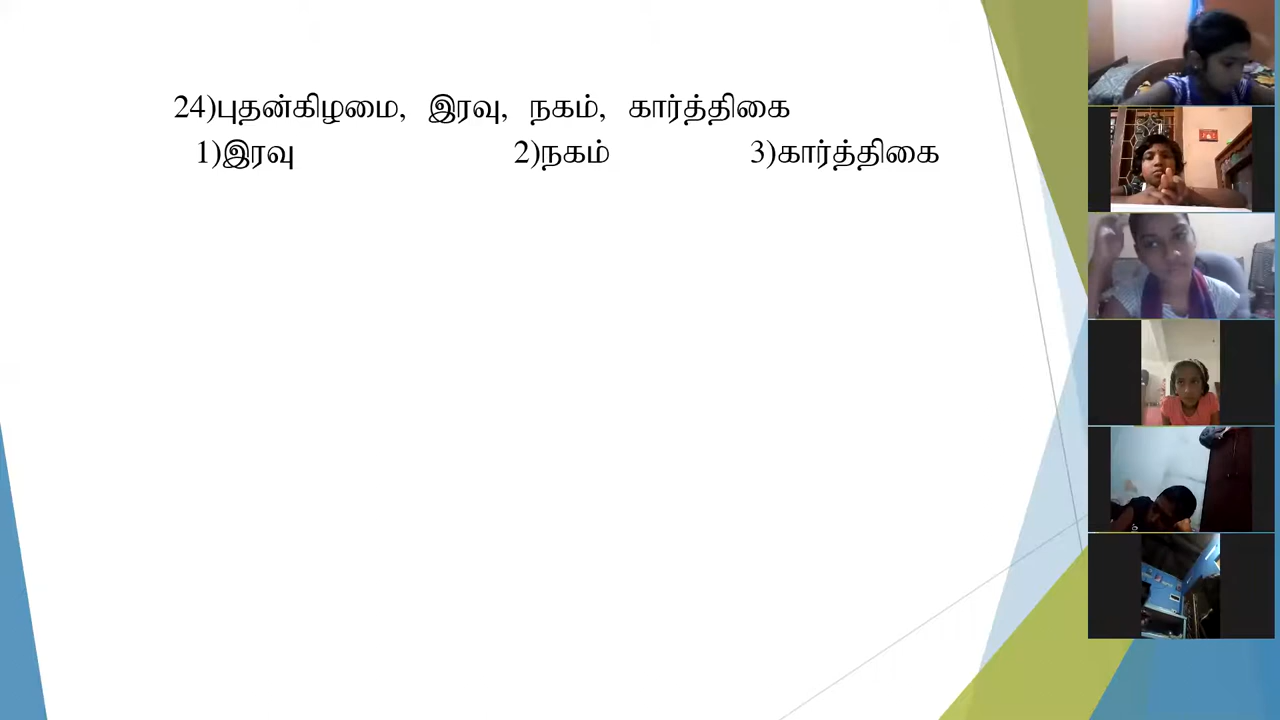 24)புதன்கிழமை, இரவு, நகம், கார்த்திகை
1)இரவு 2)நகம் 3)கார்த்திகை